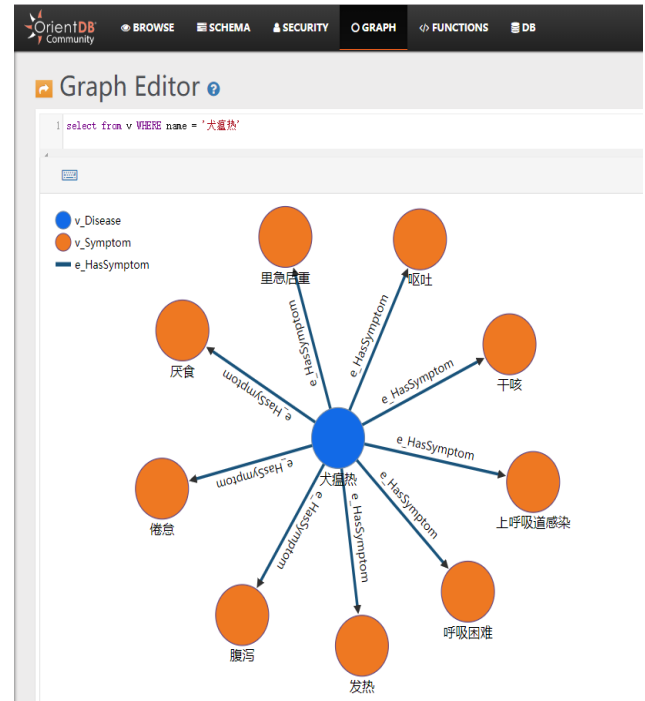 OrientDB®
Community
BROWSE
SCHEMA
SECURITY
GRAPH
FUNCTIONS
DB
Graph Editor
1 select from v WHERE name = '犬瘟热'
v_Disease
v_Symptom
e_HasSymptom
里急后重
呕吐
厌食
干咳
犬瘟热
倦怠
上呼吸道感染
腹泻
呼吸困难
发热
e_HasSymptom
e_HasSymptom
e_HasSymptom
e_HasSymptom
e_HasSymptom
e_HasSymptom
e_HasSymptom
e_HasSymptom
e_HasSymptom